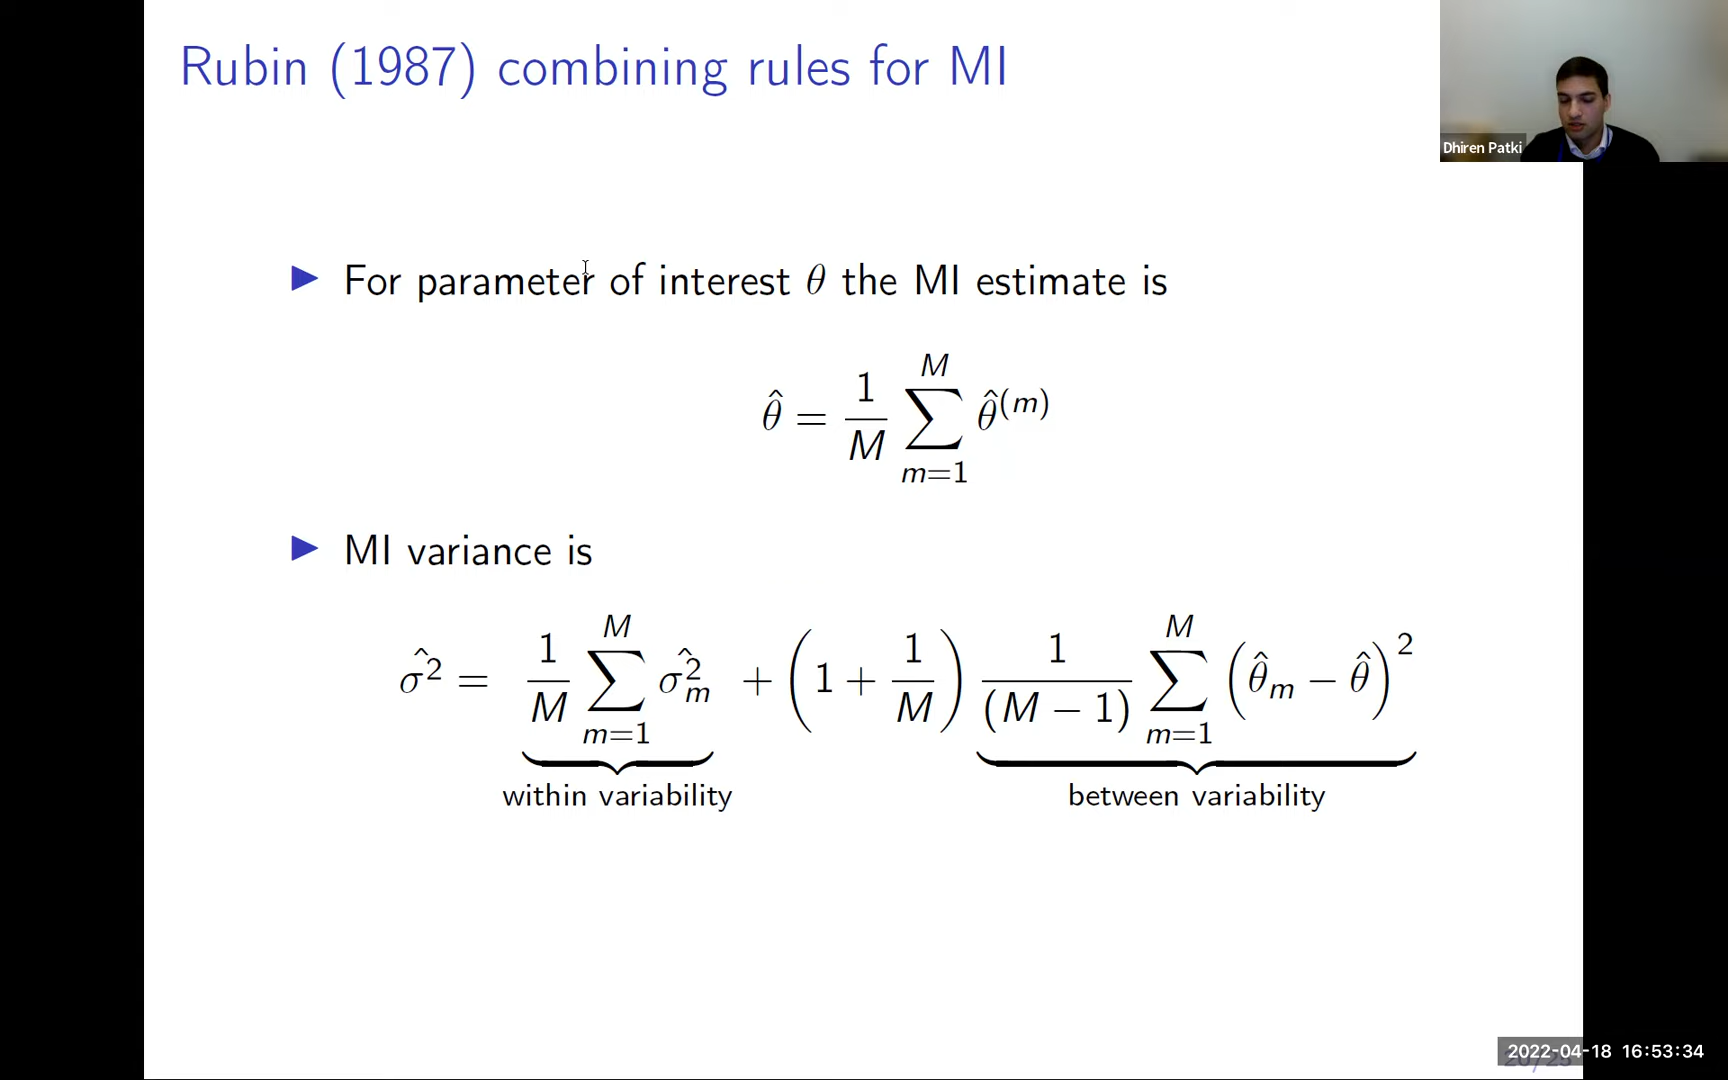 Rubin (1987) combining rules for MI
Dhiren Patki
▶ For parameter of interest θ the MI estimate is
θ̂ = 1/M ∑_{m=1}^{M} θ̂^{(m)}
▶ MI variance is
σ̂² = 1/M ∑_{m=1}^{M} σ̂²_m + (1 + 1/M) 1/(M − 1) ∑_{m=1}^{M} (θ̂_m − θ̂)²
within variability between variability
2022-04-18 16:53:34